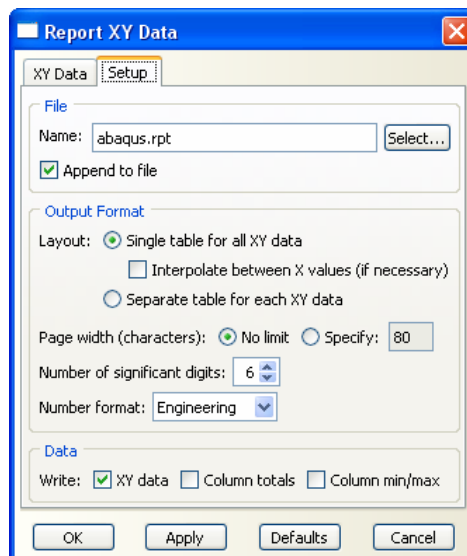 Report XY Data
XY Data Setup
File
Name: abaqus.rpt Select...
Append to file
Output Format
Layout: Single table for all XY data
Interpolate between X values (if necessary)
Separate table for each XY data
Page width (characters): No limit Specify: 80
Number of significant digits: 6
Number format: Engineering
Data
Write: XY data Column totals Column min/max
OK Apply Defaults Cancel